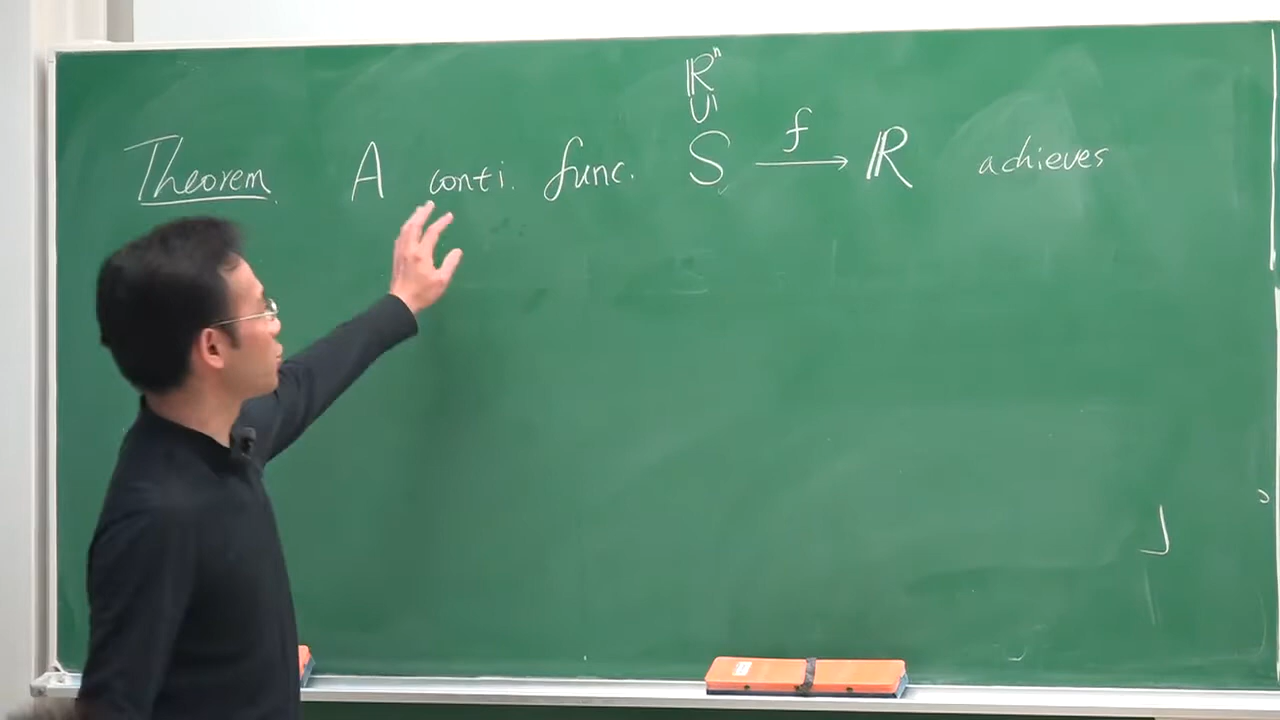 ℝⁿ
∪|
Theorem. A conti. func. S —f→ ℝ achieves